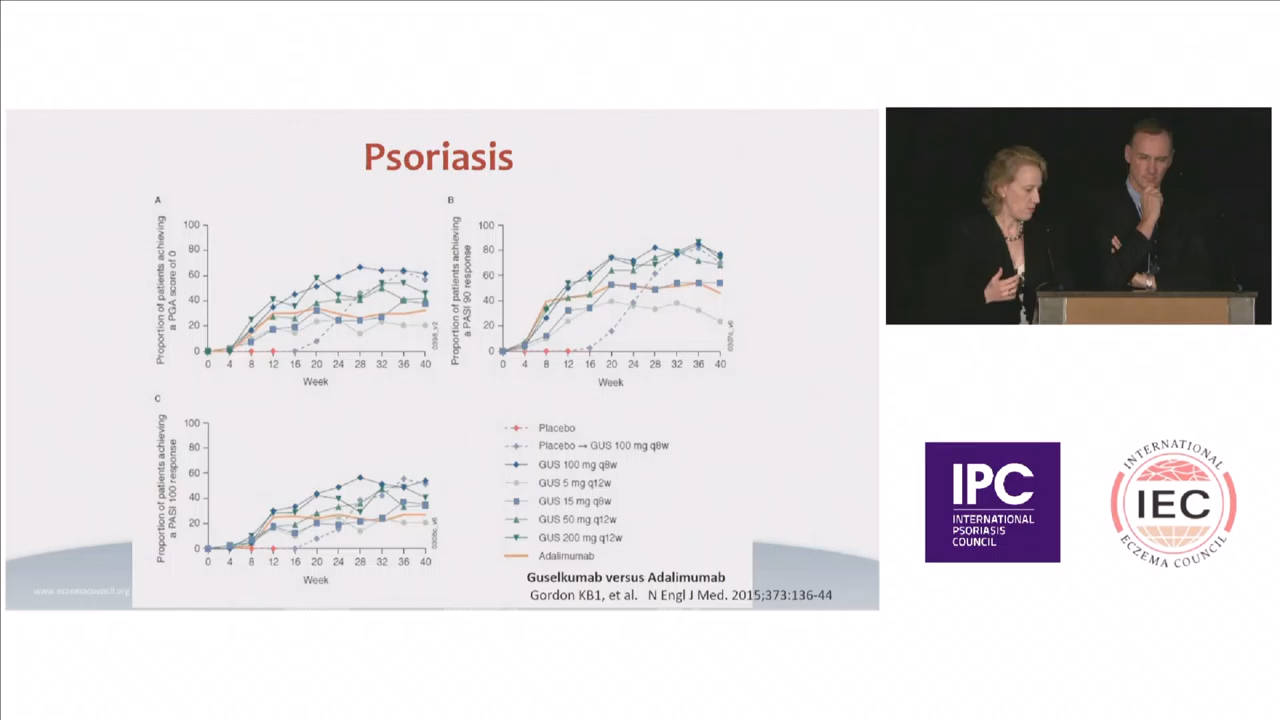 Psoriasis
A
Proportion of patients achieving
a PGA score of 0
100
80
60
40
20
0
0 4 8 12 16 20 24 28 32 36 40
Week
B
Proportion of patients achieving
a PASI 90 response
100
80
60
40
20
0
0 4 8 12 16 20 24 28 32 36 40
Week
C
Proportion of patients achieving
a PASI 100 response
100
80
60
40
20
0
0 4 8 12 16 20 24 28 32 36 40
Week
Placebo
Placebo → GUS 100 mg q8w
GUS 100 mg q8w
GUS 5 mg q12w
GUS 15 mg q8w
GUS 50 mg q12w
GUS 200 mg q12w
Adalimumab
Guselkumab versus Adalimumab
Gordon KB1, et al. N Engl J Med. 2015;373:136-44
www.eczemacouncil.org
IPC
INTERNATIONAL
PSORIASIS
COUNCIL
INTERNATIONAL
IEC
ECZEMA COUNCIL